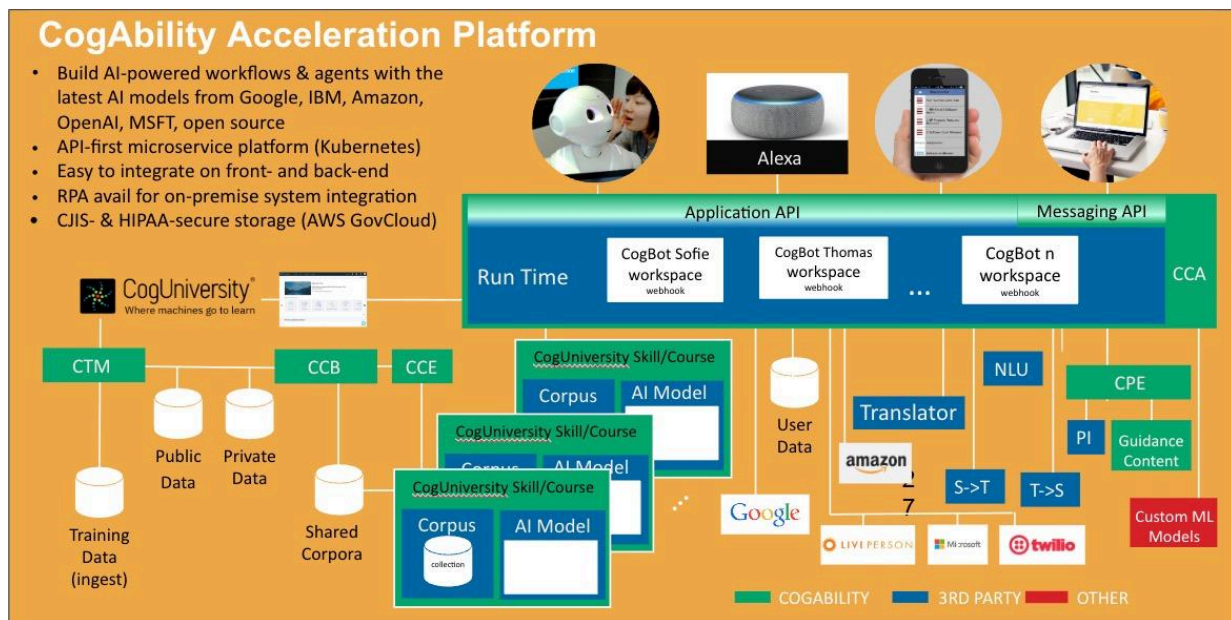 CogAbility Acceleration Platform
• Build AI-powered workflows & agents with the
latest AI models from Google, IBM, Amazon,
OpenAI, MSFT, open source
• API-first microservice platform (Kubernetes)
• Easy to integrate on front- and back-end
• RPA avail for on-premise system integration
• CJIS- & HIPAA-secure storage (AWS GovCloud)
Alexa
Application API
Messaging API
Run Time
CogBot Sofie
workspace
webhook
CogBot Thomas
workspace
webhook
...
CogBot n
workspace
webhook
CCA
CogUniversity®
Where machines go to learn
CTM
CCB
CCE
Public
Data
Private
Data
Training
Data
(ingest)
Shared
Corpora
CogUniversity Skill/Course
Corpus
AI Model
CogUniversity Skill/Course
Corpus
AI Model
CogUniversity Skill/Course
Corpus
collection
AI Model
...
User
Data
Translator
NLU
CPE
PI
Guidance
Content
amazon
2
7
S->T
T->S
Google
LIVEPERSON
Microsoft
twilio
Custom ML
Models
COGABILITY
3RD PARTY
OTHER